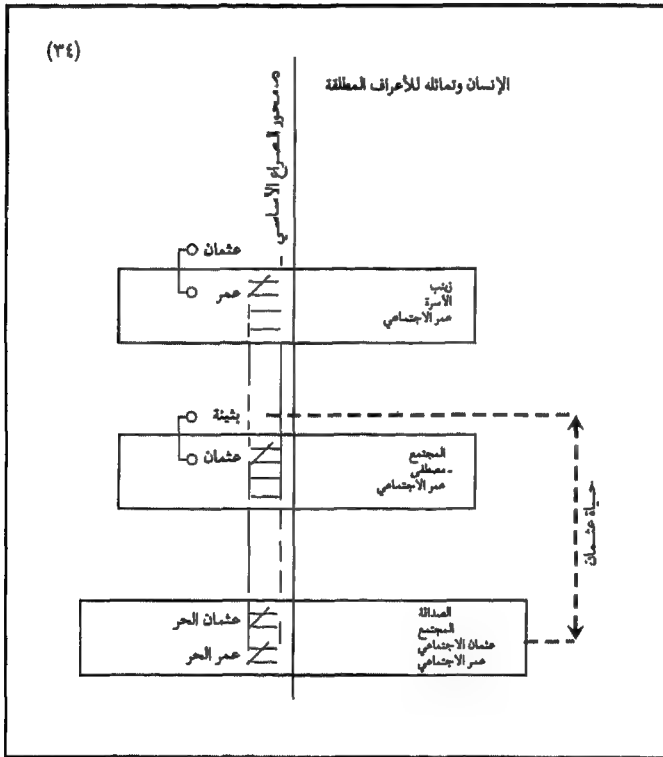 (٣٤)
الإنسان وتماثله للأعراف المطلقة
محور الصراع الأساسي
عثمان
عمر
زينب
الأسرة
عمر الاجتماعي
بثينة
عثمان
المجتمع
ـ مصطفى
عمر الاجتماعي
حياة عثمان
عثمان الحر
عمر الحر
الصداقة
المجتمع
عثمان الاجتماعي
عمر الاجتماعي